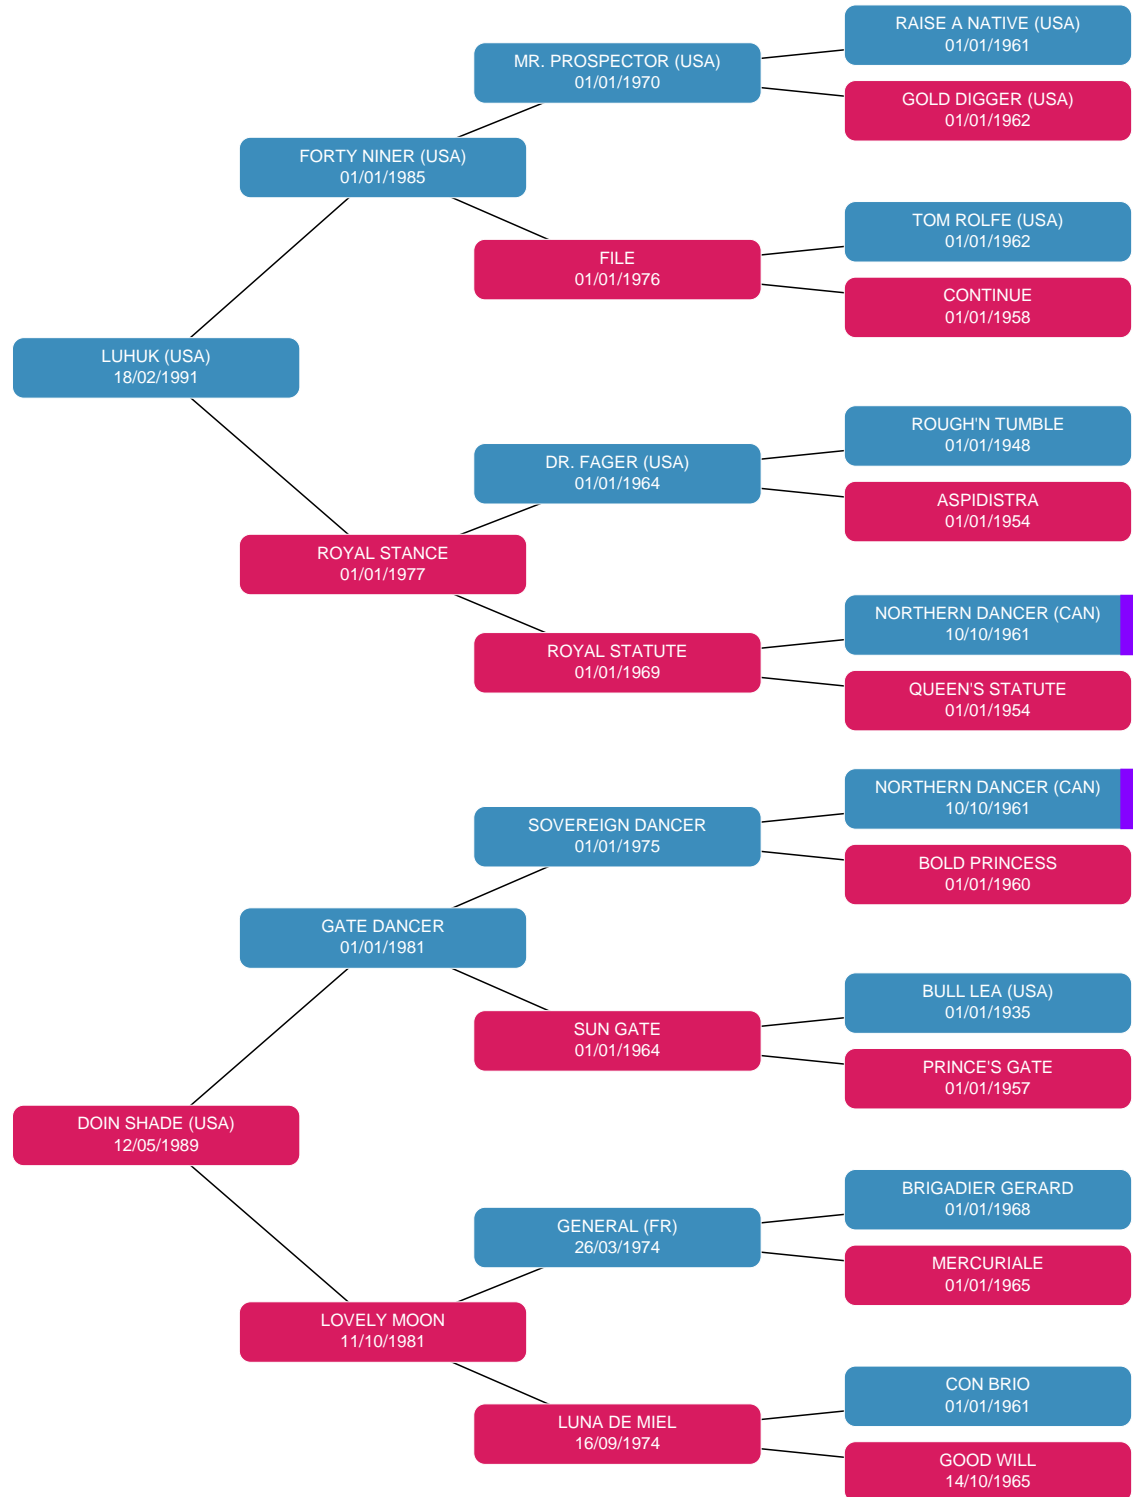 RAISE A NATIVE (USA)
01/01/1961
MR. PROSPECTOR (USA)
01/01/1970
GOLD DIGGER (USA)
01/01/1962
FORTY NINER (USA)
01/01/1985
TOM ROLFE (USA)
01/01/1962
FILE
01/01/1976
CONTINUE
01/01/1958
LUHUK (USA)
18/02/1991
ROUGH'N TUMBLE
01/01/1948
DR. FAGER (USA)
01/01/1964
ASPIDISTRA
01/01/1954
ROYAL STANCE
01/01/1977
NORTHERN DANCER (CAN)
10/10/1961
ROYAL STATUTE
01/01/1969
QUEEN'S STATUTE
01/01/1954
NORTHERN DANCER (CAN)
10/10/1961
SOVEREIGN DANCER
01/01/1975
BOLD PRINCESS
01/01/1960
GATE DANCER
01/01/1981
BULL LEA (USA)
01/01/1935
SUN GATE
01/01/1964
PRINCE'S GATE
01/01/1957
DOIN SHADE (USA)
12/05/1989
BRIGADIER GERARD
01/01/1968
GENERAL (FR)
26/03/1974
MERCURIALE
01/01/1965
LOVELY MOON
11/10/1981
CON BRIO
01/01/1961
LUNA DE MIEL
16/09/1974
GOOD WILL
14/10/1965